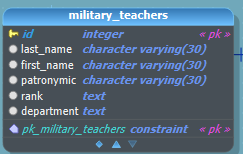 military_teachers
id integer « pk »
last_name character varying(30)
first_name character varying(30)
patronymic character varying(30)
rank text
department text
pk_military_teachers constraint « pk »